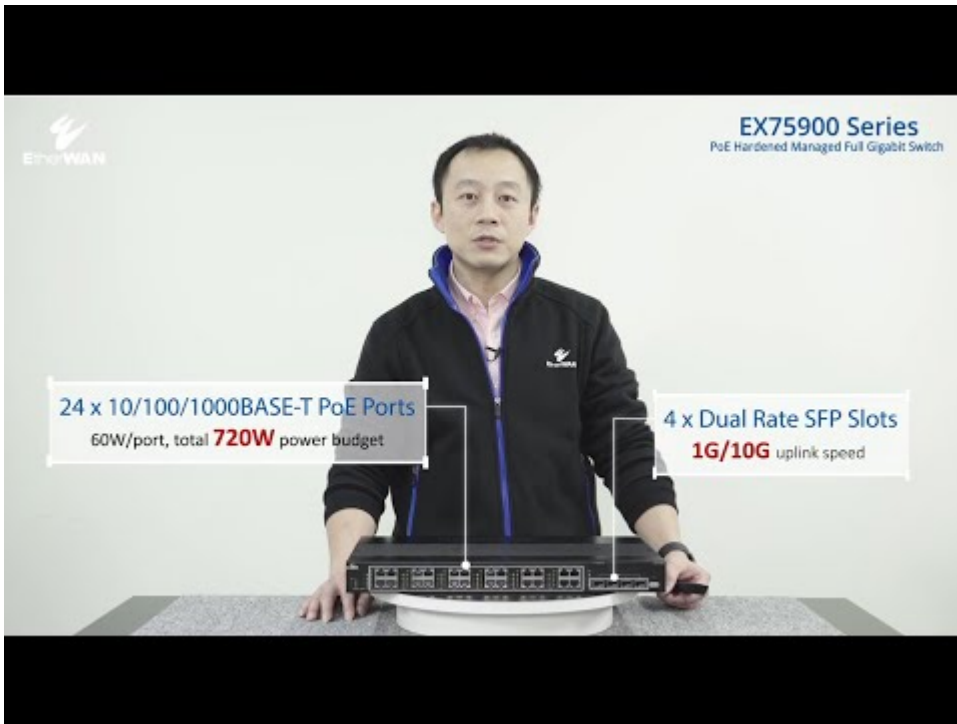 EtherWAN
EX75900 Series
PoE Hardened Managed Full Gigabit Switch
24 x 10/100/1000BASE-T PoE Ports
60W/port, total 720W power budget
4 x Dual Rate SFP Slots
1G/10G uplink speed
EtherWAN